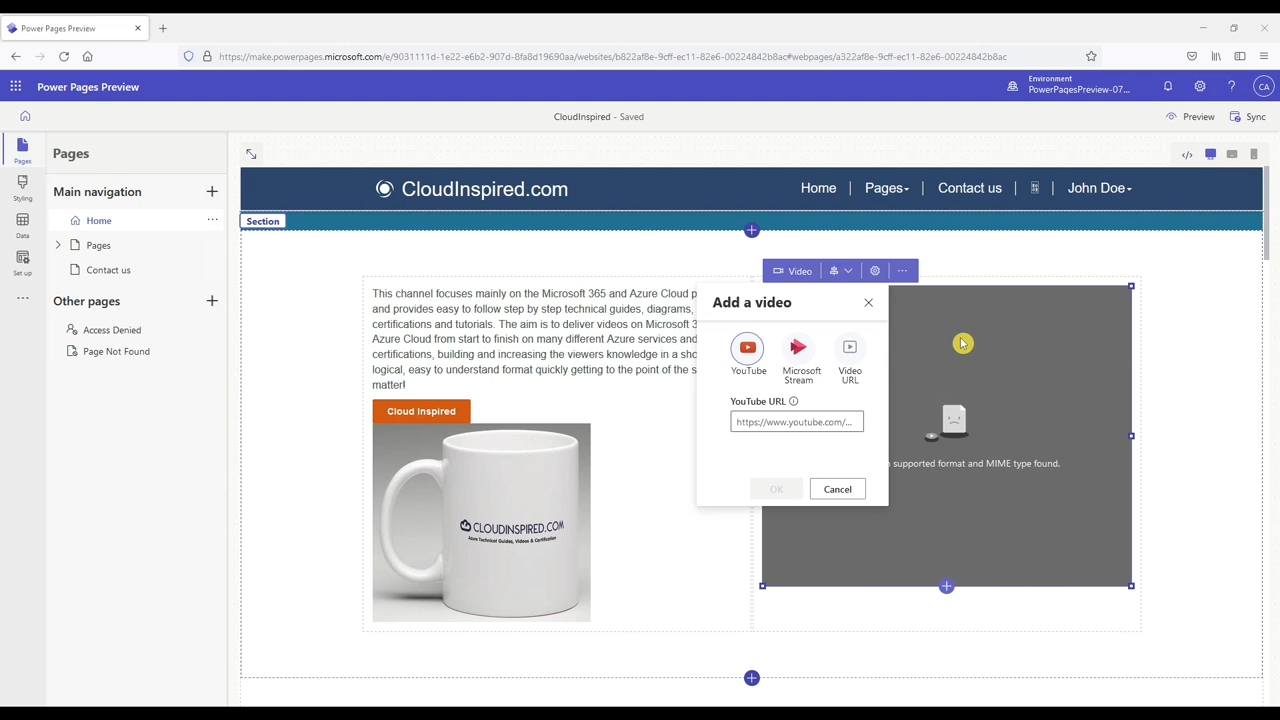 Power Pages Preview
https://make.powerpages.microsoft.com/e/9031111d-1e22-e6b2-907d-8fa8d19690aa/websites/b822af8e-9cff-ec11-82e6-00224842b8ac#webpages/a322af8e-9cff-ec11-82e6-00224842b8ac
Power Pages Preview
Environment
PowerPagesPreview-07...
CA
CloudInspired - Saved
Preview
Sync
Pages
Styling
Data
Set up
Pages
Main navigation
Home
Pages
Contact us
Other pages
Access Denied
Page Not Found
CloudInspired.com
Home
Pages
Contact us
John Doe
Section
Video
This channel focuses mainly on the Microsoft 365 and Azure Cloud p
and provides easy to follow step by step technical guides, diagrams,
certifications and tutorials. The aim is to deliver videos on Microsoft 3
Azure Cloud from start to finish on many different Azure services and
certifications, building and increasing the viewers knowledge in a sho
logical, easy to understand format quickly getting to the point of the s
matter!
Cloud Inspired
CLOUDINSPIRED.COM
Azure Technical Guides, Videos & Certification
Add a video
YouTube
Microsoft Stream
Video URL
YouTube URL
https://www.youtube.com/...
OK
Cancel
supported format and MIME type found.